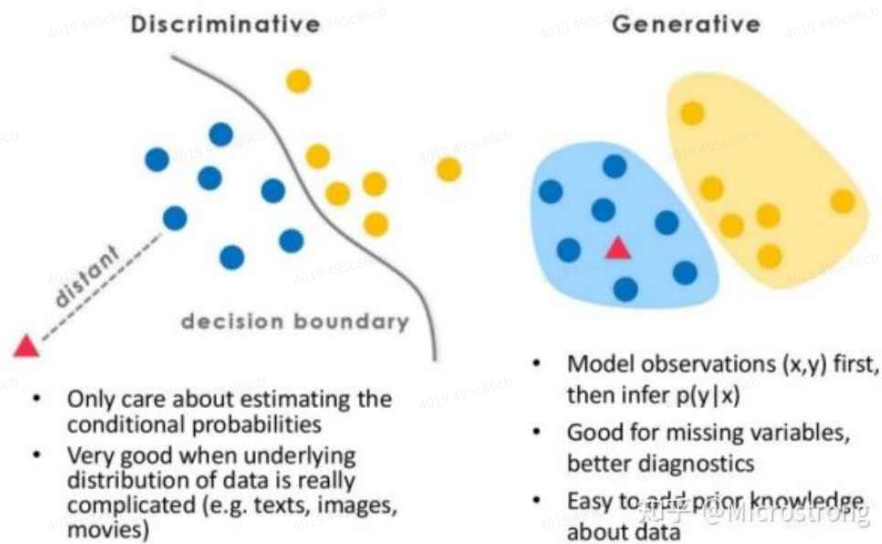 Discriminative
distant
decision boundary
• Only care about estimating the
conditional probabilities
• Very good when underlying
distribution of data is really
complicated (e.g. texts, images,
movies)
Generative
• Model observations (x,y) first,
then infer p(y|x)
• Good for missing variables,
better diagnostics
• Easy to add prior knowledge
about data
知乎 @Microstrong
4019 495c86cb